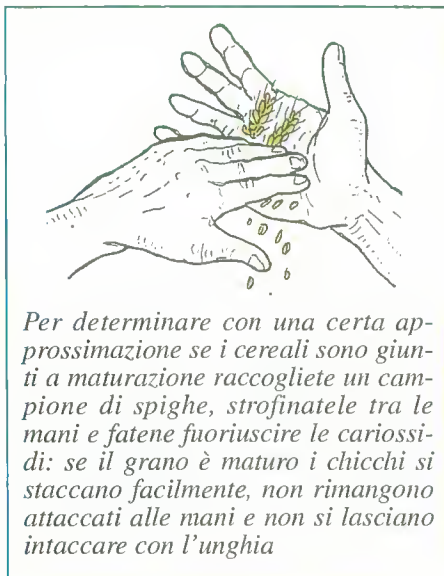 Per determinare con una certa ap-
prossimazione se i cereali sono giun-
ti a maturazione raccogliete un cam-
pione di spighe, strofinatele tra le
mani e fatene fuoriuscire le cariossi-
di: se il grano è maturo i chicchi si
staccano facilmente, non rimangono
attaccati alle mani e non si lasciano
intaccare con l'unghia